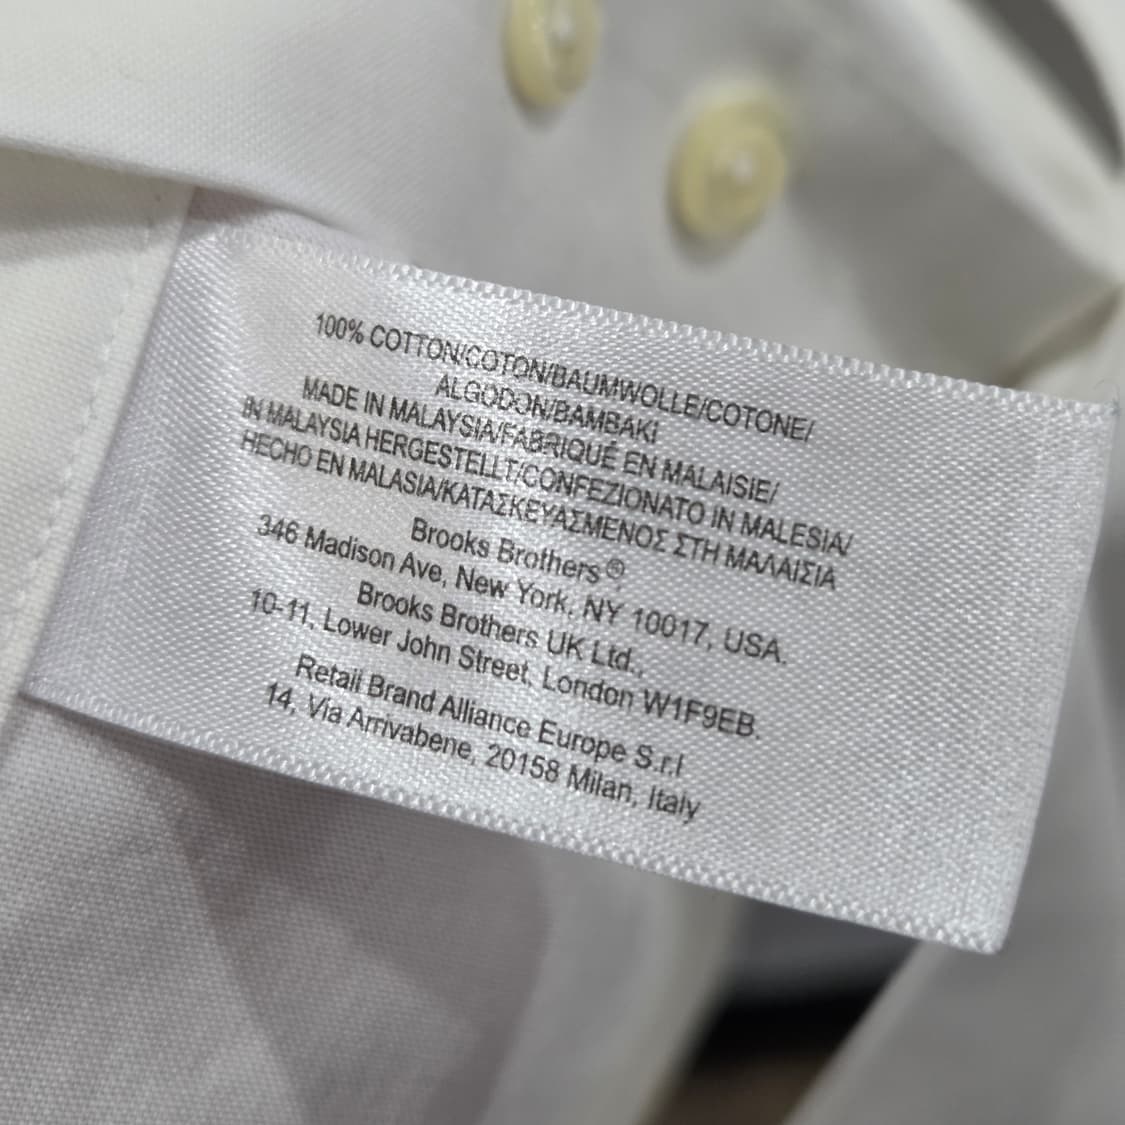 100% COTTON/COTON/BAUMWOLLE/COTONE/
ALGODON/BAMBAKİ
MADE IN MALAYSIA/FABRIQUÉ EN MALAISIE/
IN MALAYSIA HERGESTELLT/CONFEZIONATO IN MALESIA/
HECHO EN MALASIA/ΚΑΤΑΣΚΕΥΑΣΜΕΝΟΣ ΣΤΗ ΜΑΛΑΙΣΙΑ
Brooks Brothers®,
346 Madison Ave, New York, NY 10017, USA.
Brooks Brothers UK Ltd.,
10-11, Lower John Street, London W1F9EB.
Retail Brand Alliance Europe S.r.l
14, Via Arrivabene, 20158 Milan, Italy